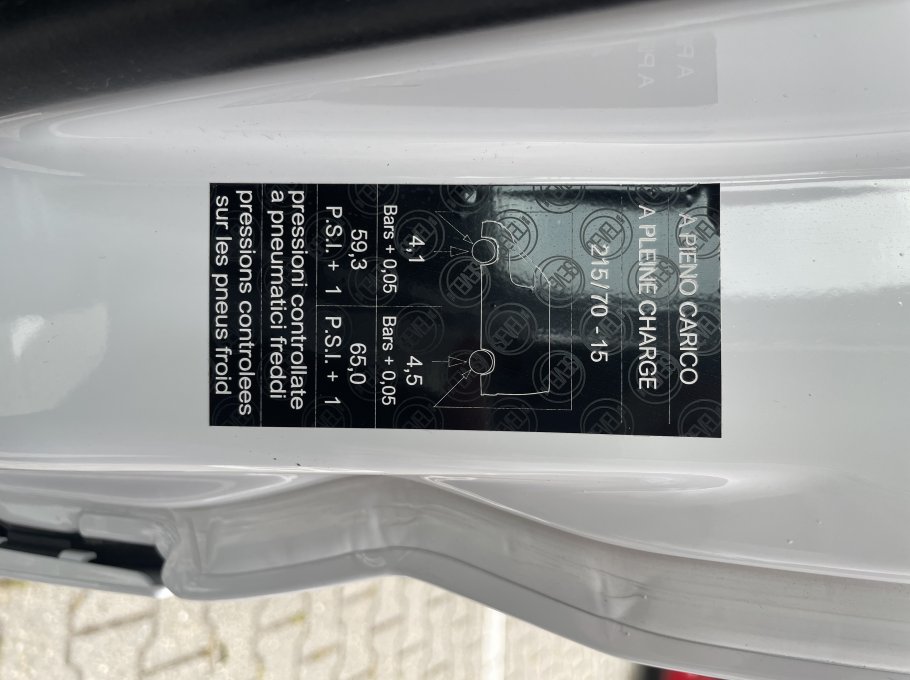 A PIENO CARICO
A PLEINE CHARGE
215/70 - 15
4,1 4,5
Bars + 0,05 Bars + 0,05
59,3 65,0
P.S.I. + 1 P.S.I. + 1
pressioni controllate
a pneumatici freddi
pressions controlees
sur les pneus froid